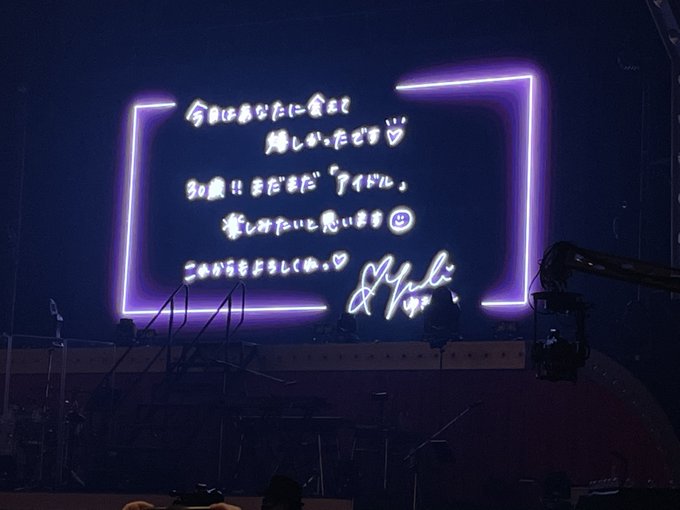 今日はあなたに会えて
嬉しかったです♡
30歳!! まだまだ「アイドル」
楽しみたいと思います☺
これからもよろしくねっ♡
Yuki